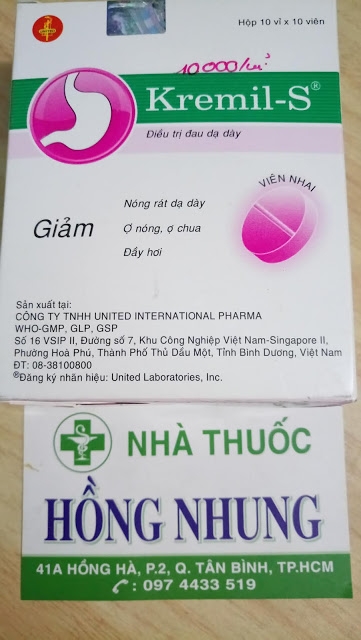 Hộp 10 vỉ x 10 viên
10 000/vỉ
Kremil-S®
Điều trị đau dạ dày
VIÊN NHAI
Nóng rát dạ dày
Giảm
Ợ nóng, ợ chua
Đầy hơi
Sản xuất tại:
CÔNG TY TNHH UNITED INTERNATIONAL PHARMA
WHO-GMP, GLP, GSP
Số 16 VSIP II, Đường số 7, Khu Công Nghiệp Việt Nam-Singapore II,
Phường Hoà Phú, Thành Phố Thủ Dầu Một, Tỉnh Bình Dương, Việt Nam
ĐT: 08-38100800
®Đăng ký nhãn hiệu: United Laboratories, Inc.
NHÀ THUỐC
HỒNG NHUNG
41A HỒNG HÀ, P.2, Q. TÂN BÌNH, TP.HCM
: 097 4433 519